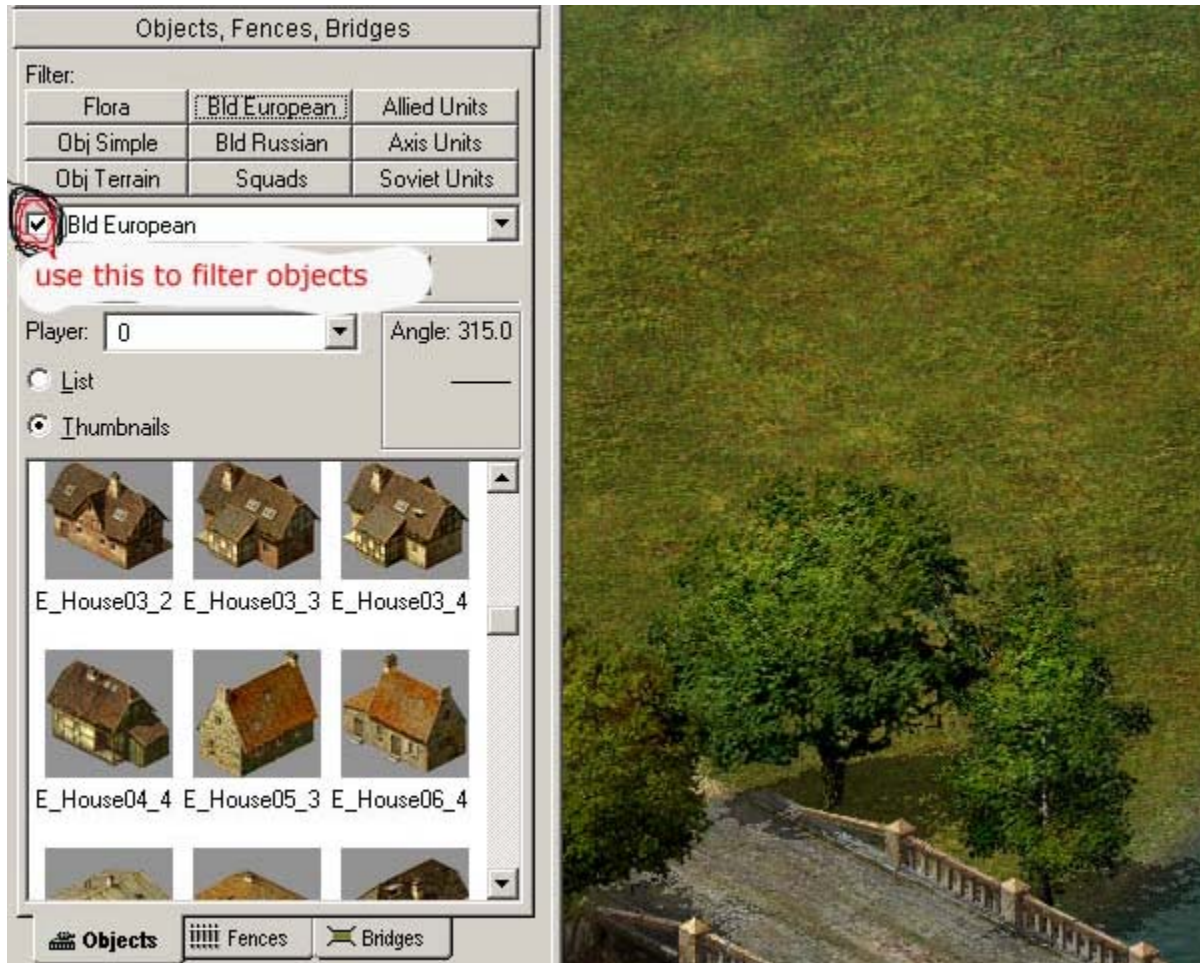 Objects, Fences, Bridges
Filter:
Flora Bld European Allied Units
Obj Simple Bld Russian Axis Units
Obj Terrain Squads Soviet Units
Bld European
use this to filter objects
Player: 0 Angle: 315.0
List
Thumbnails
E_House03_2 E_House03_3 E_House03_4
E_House04_4 E_House05_3 E_House06_4
Objects Fences Bridges